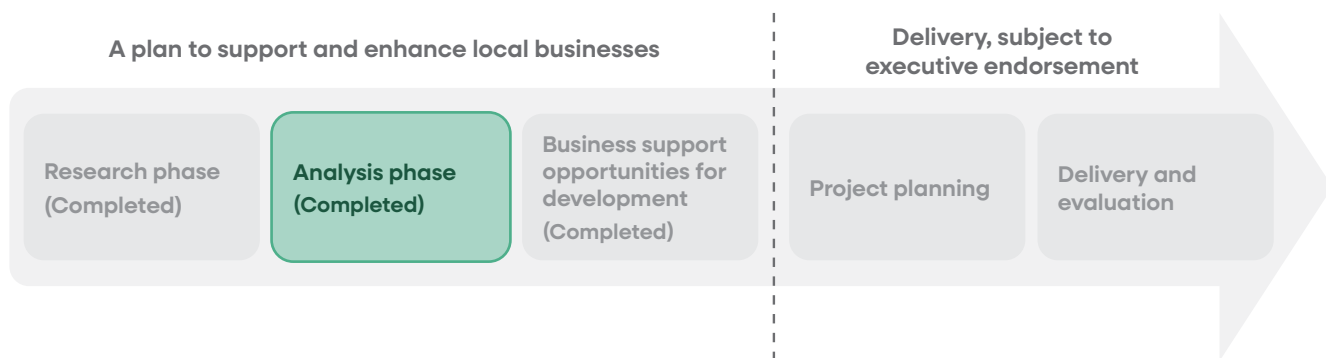 A plan to support and enhance local businesses
Delivery, subject to
executive endorsement
Research phase
(Completed)
Analysis phase
(Completed)
Business support
opportunities for
development
(Completed)
Project planning
Delivery and
evaluation